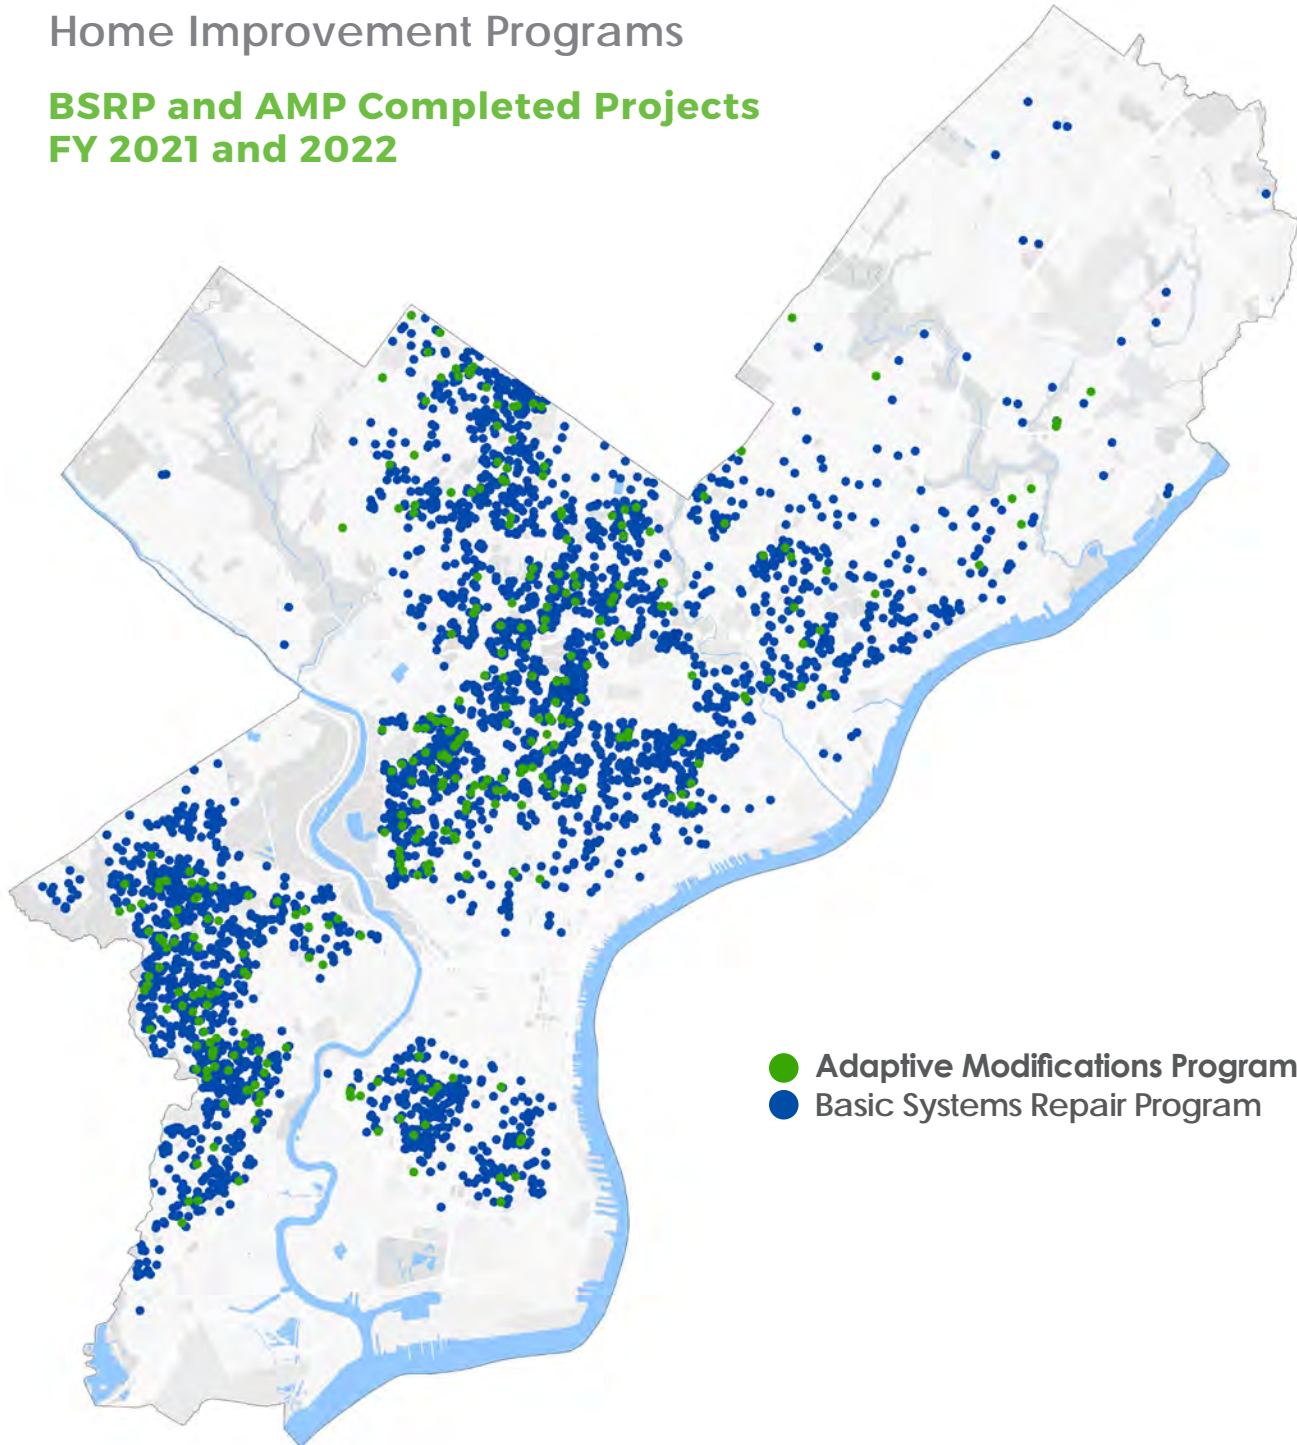 Home Improvement Programs
BSRP and AMP Completed Projects
FY 2021 and 2022
Adaptive Modifications Program
Basic Systems Repair Program